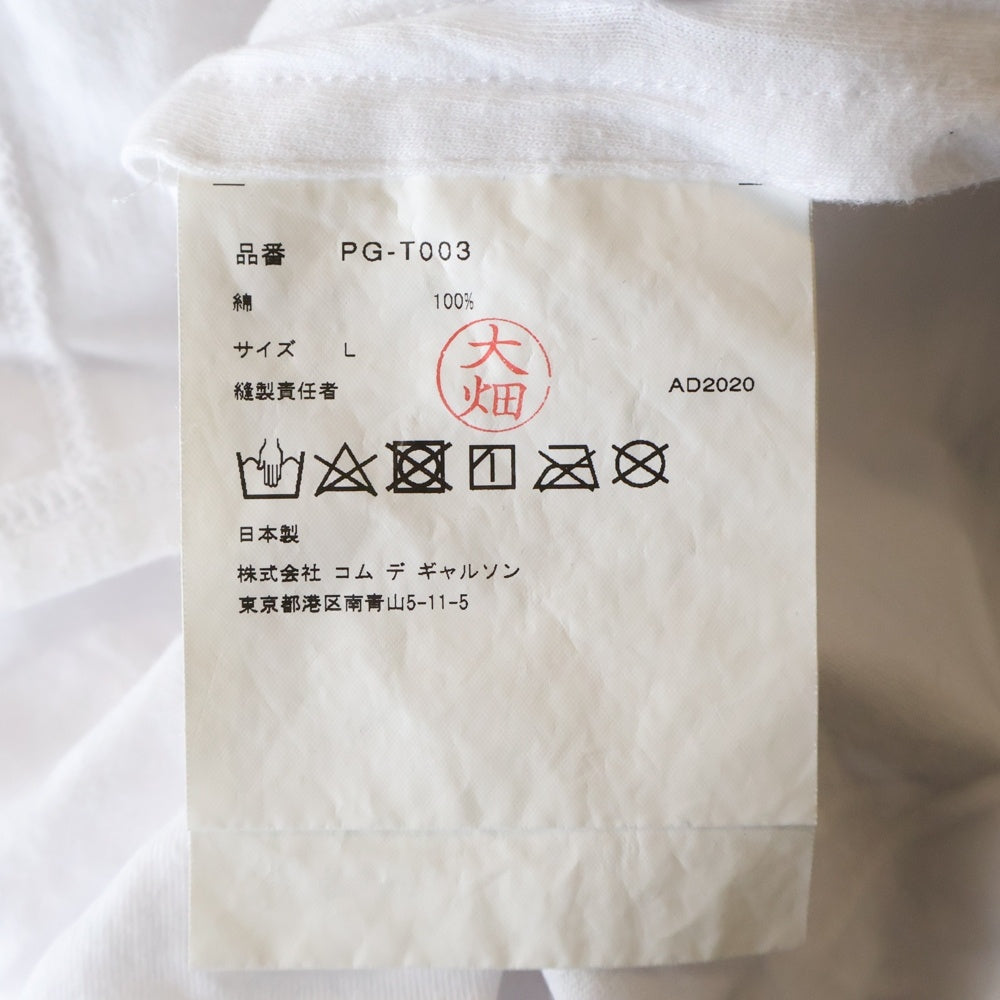 品番 PG-T003
綿 100%
サイズ L
大畑
縫製責任者 AD2020
日本製
株式会社 コム デ ギャルソン
東京都港区南青山5-11-5